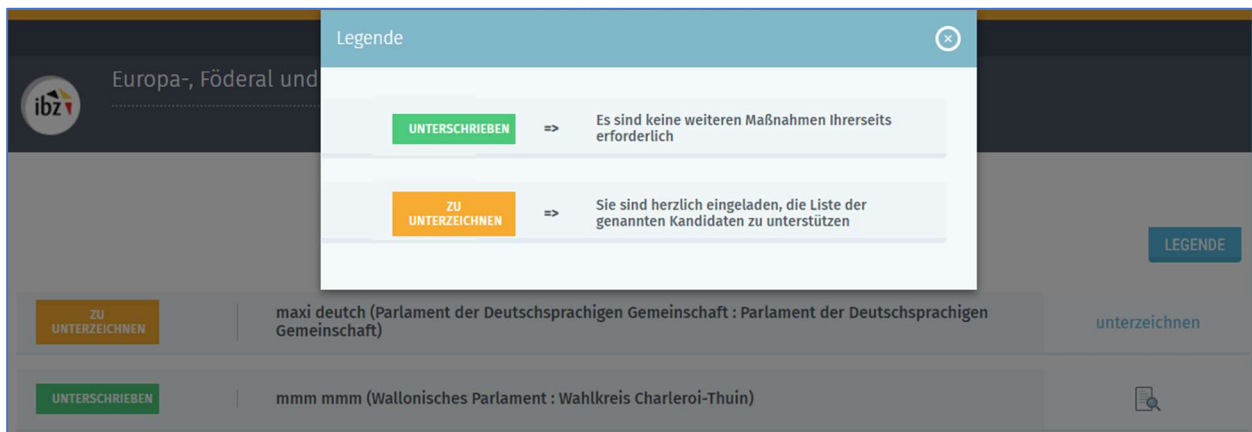 Legende
Europa-, Föderal und
ibz
UNTERSCHRIEBEN => Es sind keine weiteren Maßnahmen Ihrerseits
erforderlich
ZU
UNTERZEICHNEN => Sie sind herzlich eingeladen, die Liste der
genannten Kandidaten zu unterstützen
LEGENDE
ZU
UNTERZEICHNEN
maxi deutch (Parlament der Deutschsprachigen Gemeinschaft : Parlament der Deutschsprachigen
Gemeinschaft)
unterzeichnen
UNTERSCHRIEBEN
mmm mmm (Wallonisches Parlament : Wahlkreis Charleroi-Thuin)